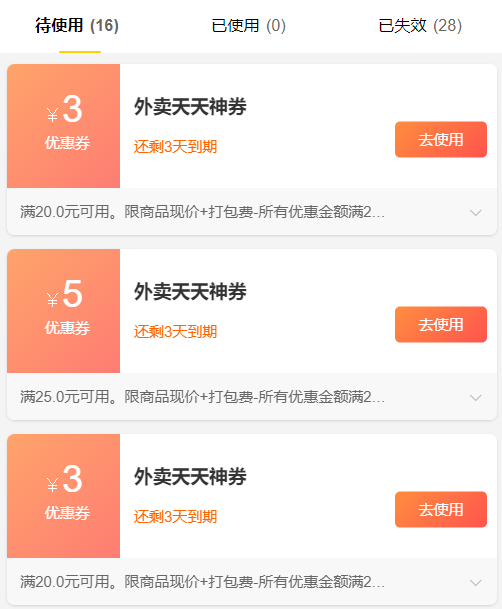 待使用 (16) 已使用 (0) 已失效 (28)
¥3
优惠券
外卖天天神券
还剩3天到期
去使用
满20.0元可用。限商品现价+打包费-所有优惠金额满2...
¥5
优惠券
外卖天天神券
还剩3天到期
去使用
满25.0元可用。限商品现价+打包费-所有优惠金额满2...
¥3
优惠券
外卖天天神券
还剩3天到期
去使用
满20.0元可用。限商品现价+打包费-所有优惠金额满2...